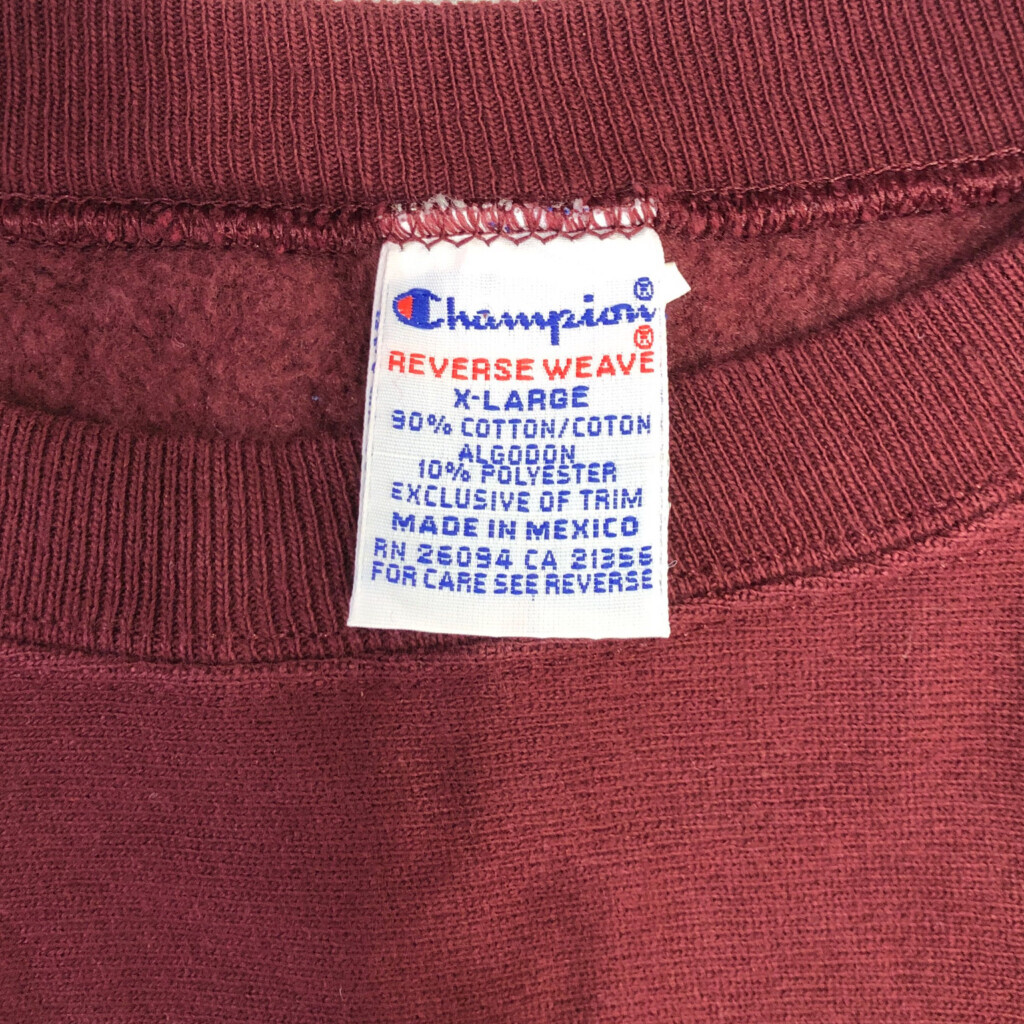 Champion®
REVERSE WEAVE®
X-LARGE
90% COTTON/COTON
ALGODON
10% POLYESTER
EXCLUSIVE OF TRIM
MADE IN MEXICO
RN 26094 CA 21356
FOR CARE SEE REVERSE